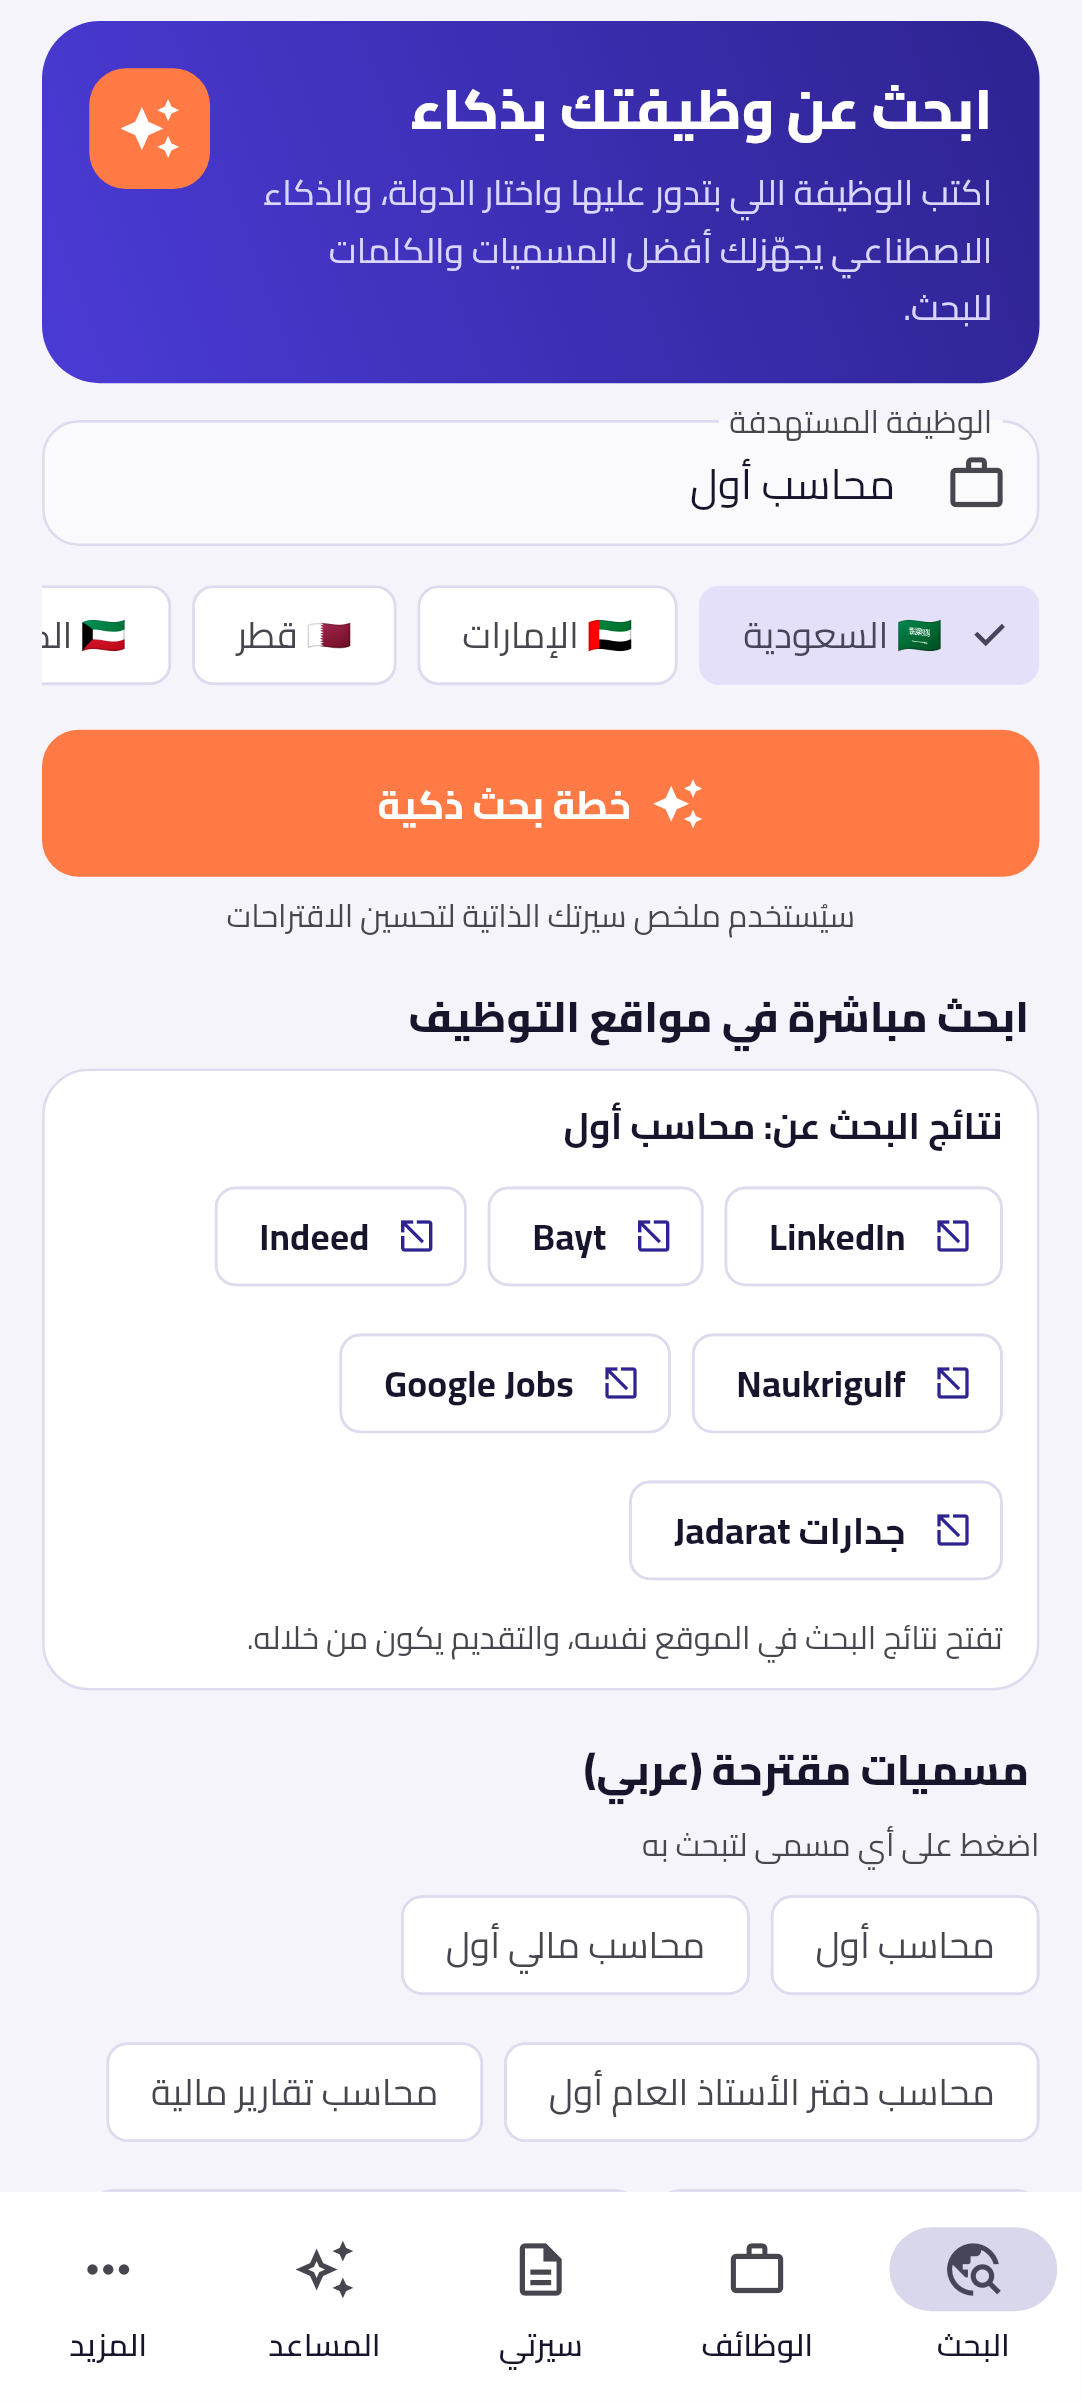 ابحث عن وظيفتك بذكاء
اكتب الوظيفة اللي بتدور عليها واختار الدولة، والذكاء
الاصطناعي يجهّزلك أفضل المسميات والكلمات
للبحث.
الوظيفة المستهدفة
محاسب أول
السعودية
الإمارات
قطر
خطة بحث ذكية
سيُستخدم ملخص سيرتك الذاتية لتحسين الاقتراحات
ابحث مباشرة في مواقع التوظيف
نتائج البحث عن: محاسب أول
LinkedIn
Bayt
Indeed
Naukrigulf
Google Jobs
جدارات Jadarat
تفتح نتائج البحث في الموقع نفسه، والتقديم يكون من خلاله.
مسميات مقترحة (عربي)
اضغط على أي مسمى لتبحث به
محاسب أول
محاسب مالي أول
محاسب دفتر الأستاذ العام أول
محاسب تقارير مالية
البحث
الوظائف
سيرتي
المساعد
المزيد